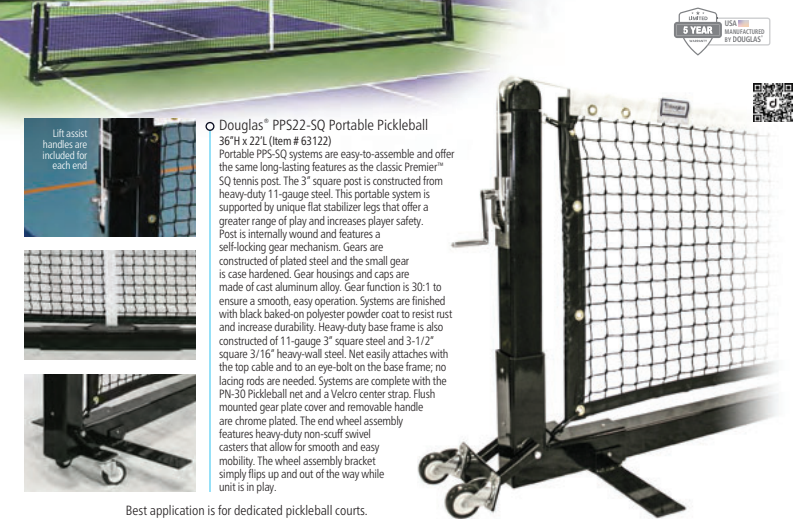 LIMITED
5 YEAR
WARRANTY
USA
MANUFACTURED
BY DOUGLAS®
Lift assist
handles are
included for
each end
Douglas® PPS22-SQ Portable Pickleball
36"H x 22'L (Item # 63122)
Portable PPS-SQ systems are easy-to-assemble and offer
the same long-lasting features as the classic Premier™
SQ tennis post. The 3" square post is constructed from
heavy-duty 11-gauge steel. This portable system is
supported by unique flat stabilizer legs that offer a
greater range of play and increases player safety.
Post is internally wound and features a
self-locking gear mechanism. Gears are
constructed of plated steel and the small gear
is case hardened. Gear housings and caps are
made of cast aluminum alloy. Gear function is 30:1 to
ensure a smooth, easy operation. Systems are finished
with black baked-on polyester powder coat to resist rust
and increase durability. Heavy-duty base frame is also
constructed of 11-gauge 3" square steel and 3-1/2"
square 3/16" heavy-wall steel. Net easily attaches with
the top cable and to an eye-bolt on the base frame; no
lacing rods are needed. Systems are complete with the
PN-30 Pickleball net and a Velcro center strap. Flush
mounted gear plate cover and removable handle
are chrome plated. The end wheel assembly
features heavy-duty non-scuff swivel
casters that allow for smooth and easy
mobility. The wheel assembly bracket
simply flips up and out of the way while
unit is in play.
Douglas
Best application is for dedicated pickleball courts.